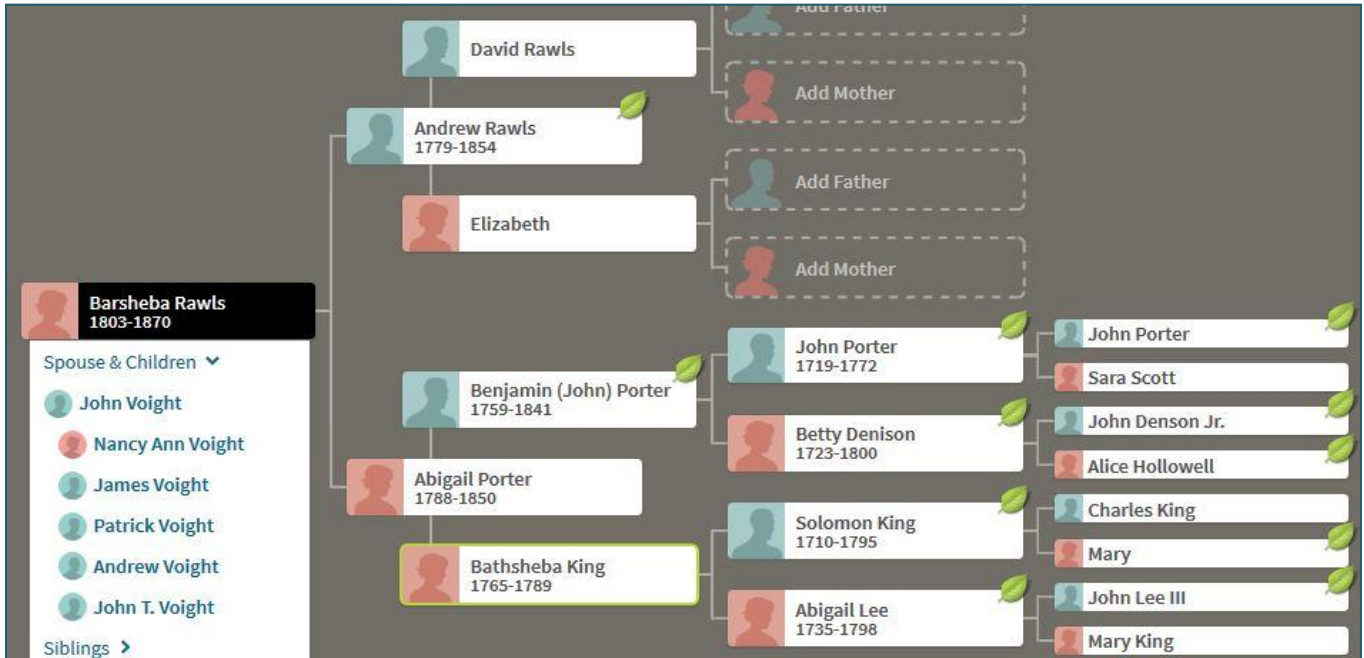 Add Father
David Rawls
Add Mother
Andrew Rawls
1779-1854
Add Father
Elizabeth
Add Mother
Barsheba Rawls
1803-1870
Spouse & Children
John Voight
Nancy Ann Voight
James Voight
Patrick Voight
Andrew Voight
John T. Voight
Siblings
Benjamin (John) Porter
1759-1841
Abigail Porter
1788-1850
Bathsheba King
1765-1789
John Porter
1719-1772
Betty Denison
1723-1800
Solomon King
1710-1795
Abigail Lee
1735-1798
John Porter
Sara Scott
John Denson Jr.
Alice Hollowell
Charles King
Mary
John Lee III
Mary King